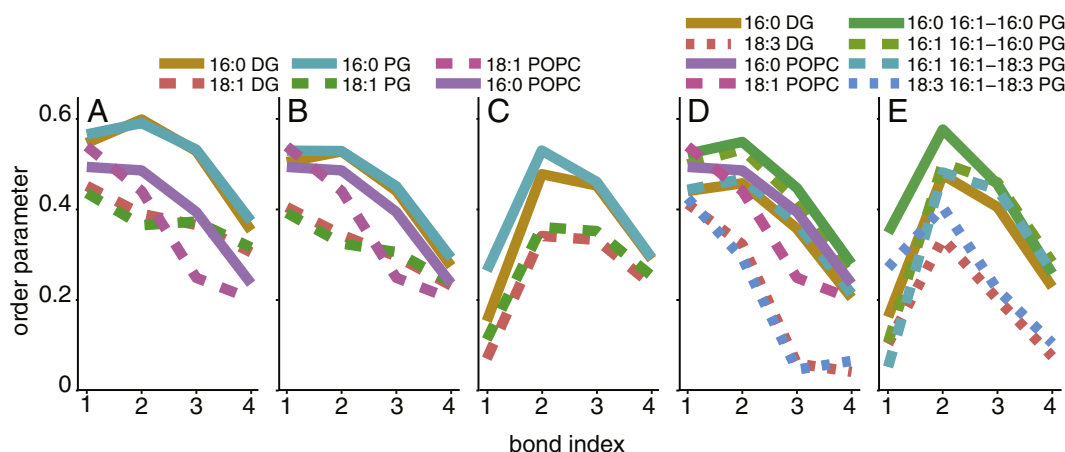 16:0 DG 16:0 PG 18:1 POPC
18:1 DG 18:1 PG 16:0 POPC
16:0 DG 16:0 16:1–16:0 PG
18:3 DG 16:1 16:1–16:0 PG
16:0 POPC 16:1 16:1–18:3 PG
18:1 POPC 18:3 16:1–18:3 PG
A B C D E
order parameter
0.6
0.4
0.2
0
1 2 3 4 1 2 3 4 1 2 3 4 1 2 3 4 1 2 3 4
bond index